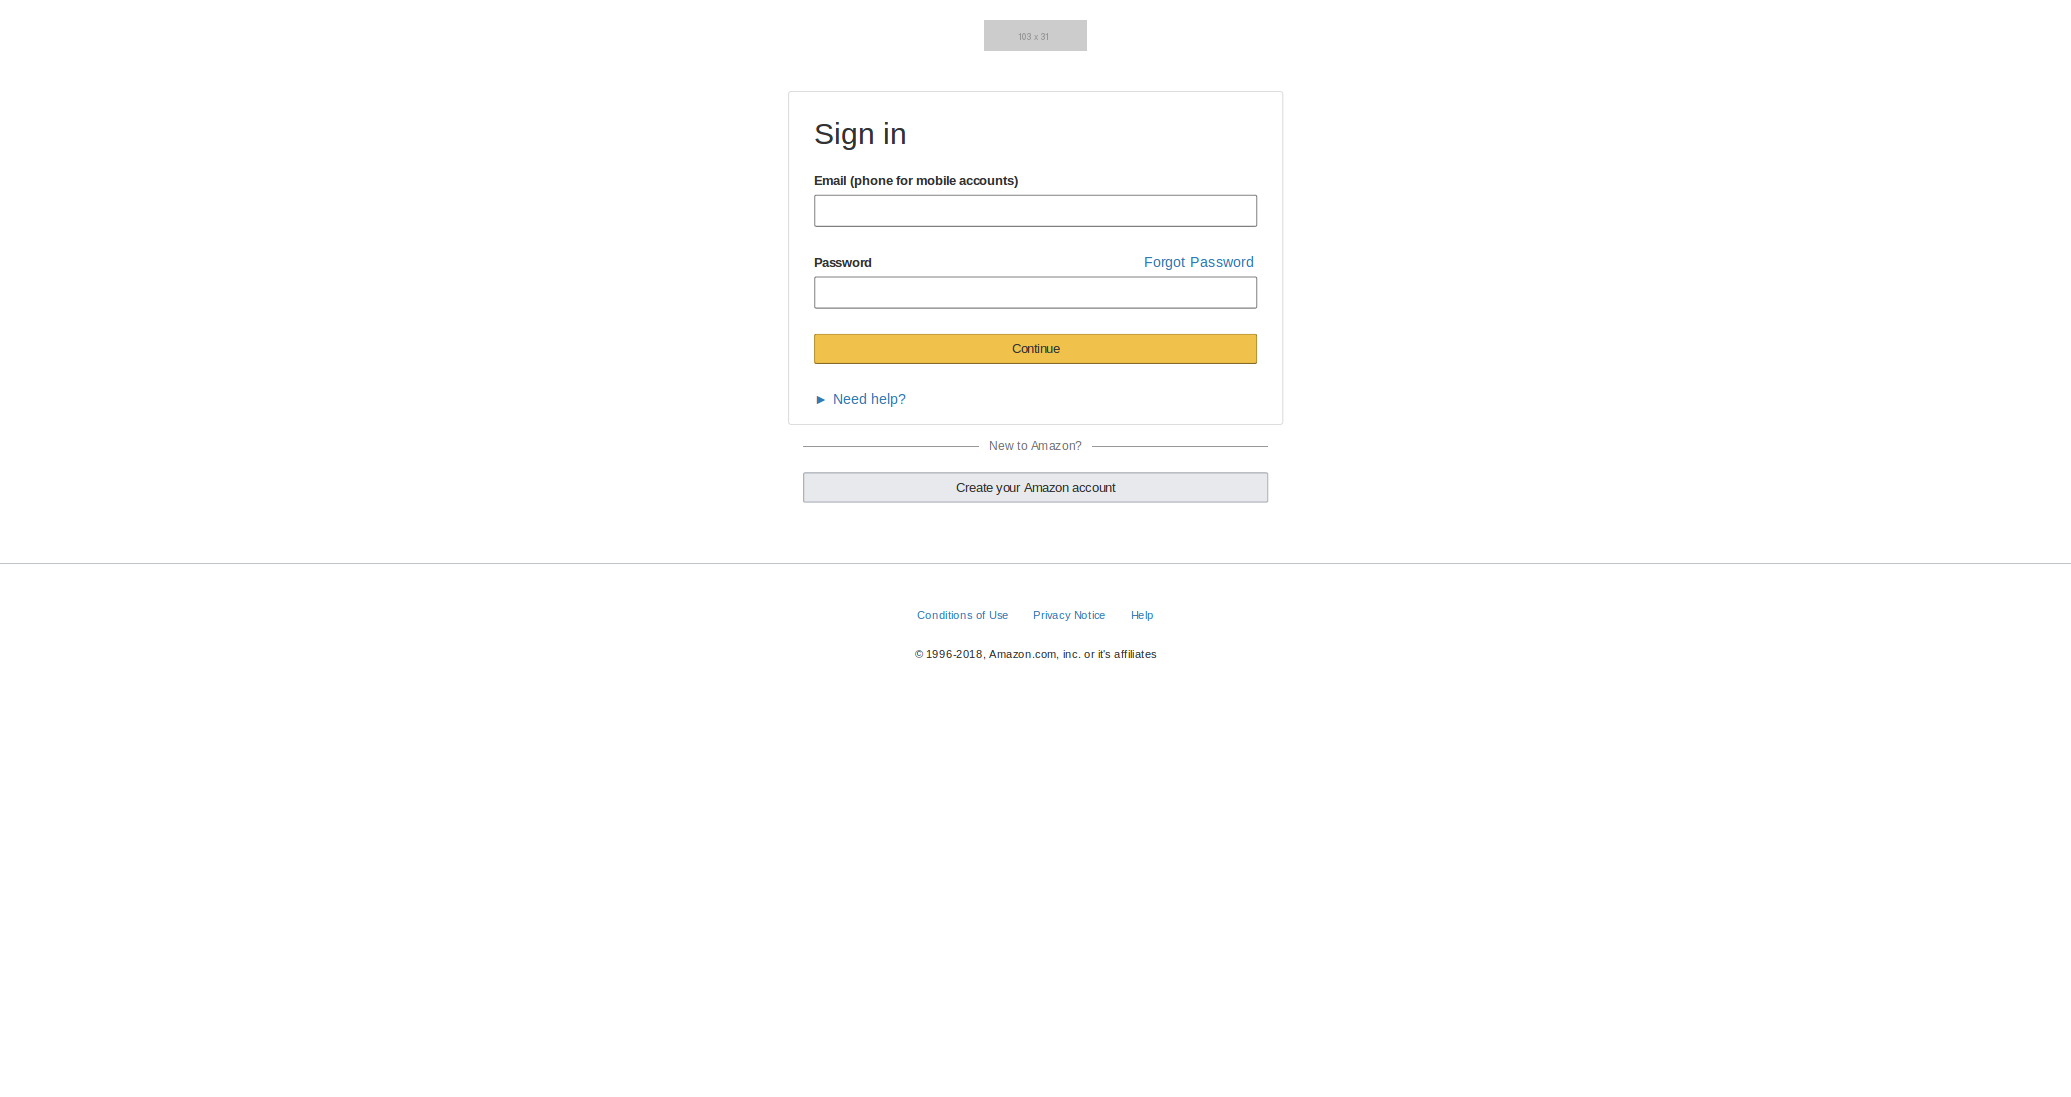 103 x 31
Sign in
Email (phone for mobile accounts)
Password Forgot Password
Continue
► Need help?
New to Amazon?
Create your Amazon account
Conditions of Use Privacy Notice Help
© 1996-2018, Amazon.com, inc. or it's affiliates